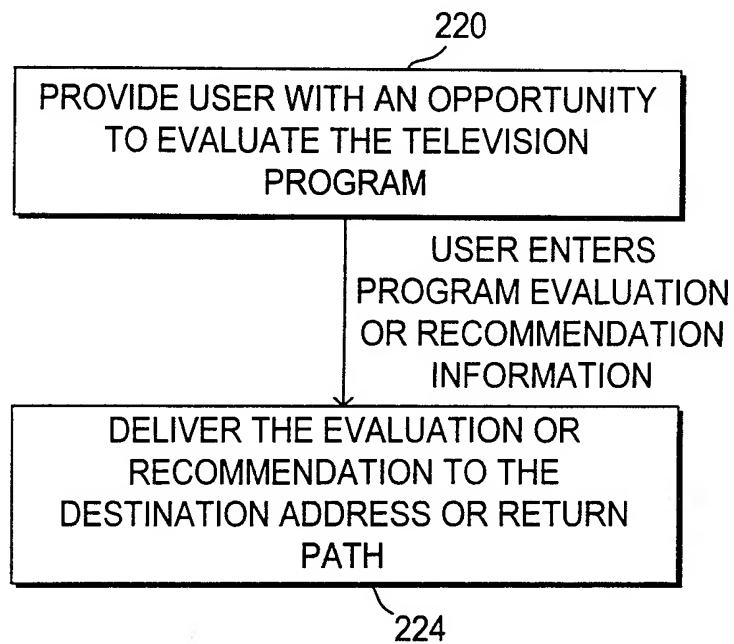 220
PROVIDE USER WITH AN OPPORTUNITY
TO EVALUATE THE TELEVISION
PROGRAM
USER ENTERS
PROGRAM EVALUATION
OR RECOMMENDATION
INFORMATION
DELIVER THE EVALUATION OR
RECOMMENDATION TO THE
DESTINATION ADDRESS OR RETURN
PATH
224